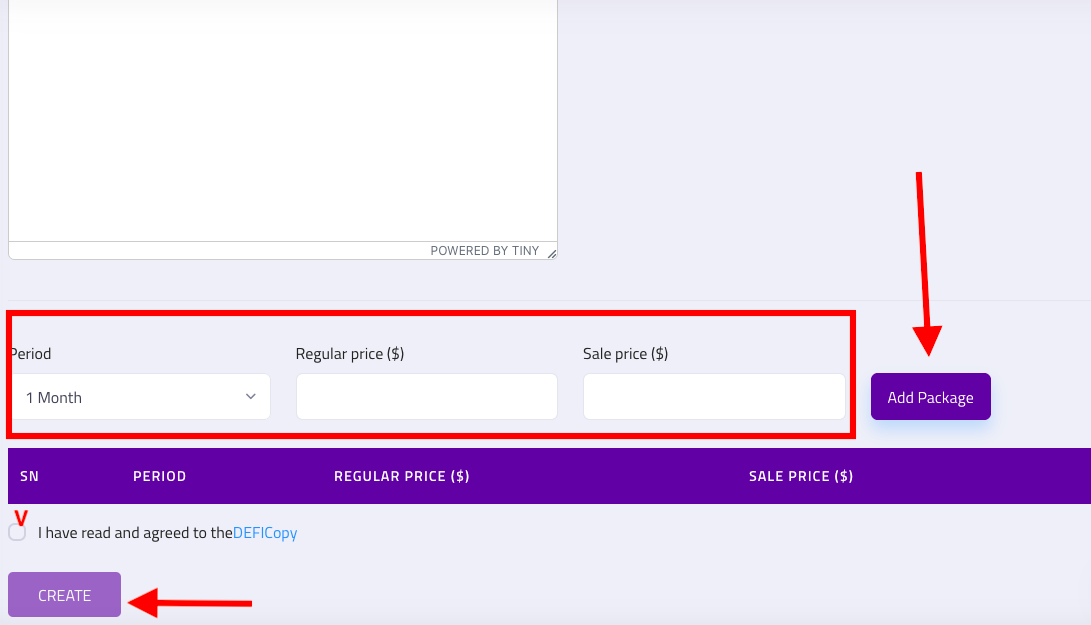 POWERED BY TINY
Period
Regular price ($)
Sale price ($)
1 Month
Add Package
SN
PERIOD
REGULAR PRICE ($)
SALE PRICE ($)
V
I have read and agreed to theDEFICopy
CREATE